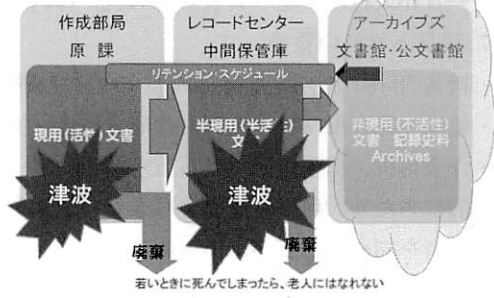 作成部局
原 課
レコードセンター
中間保管庫
アーカイブズ
文書館・公文書館
リテンション・スケジュール
現用(活性)文書
半現用(半活性)
文
非現用(不活性)
文書 記録史料
Archives
津波
津波
廃棄
廃棄
若いときに死んでしまったら、老人にはなれない